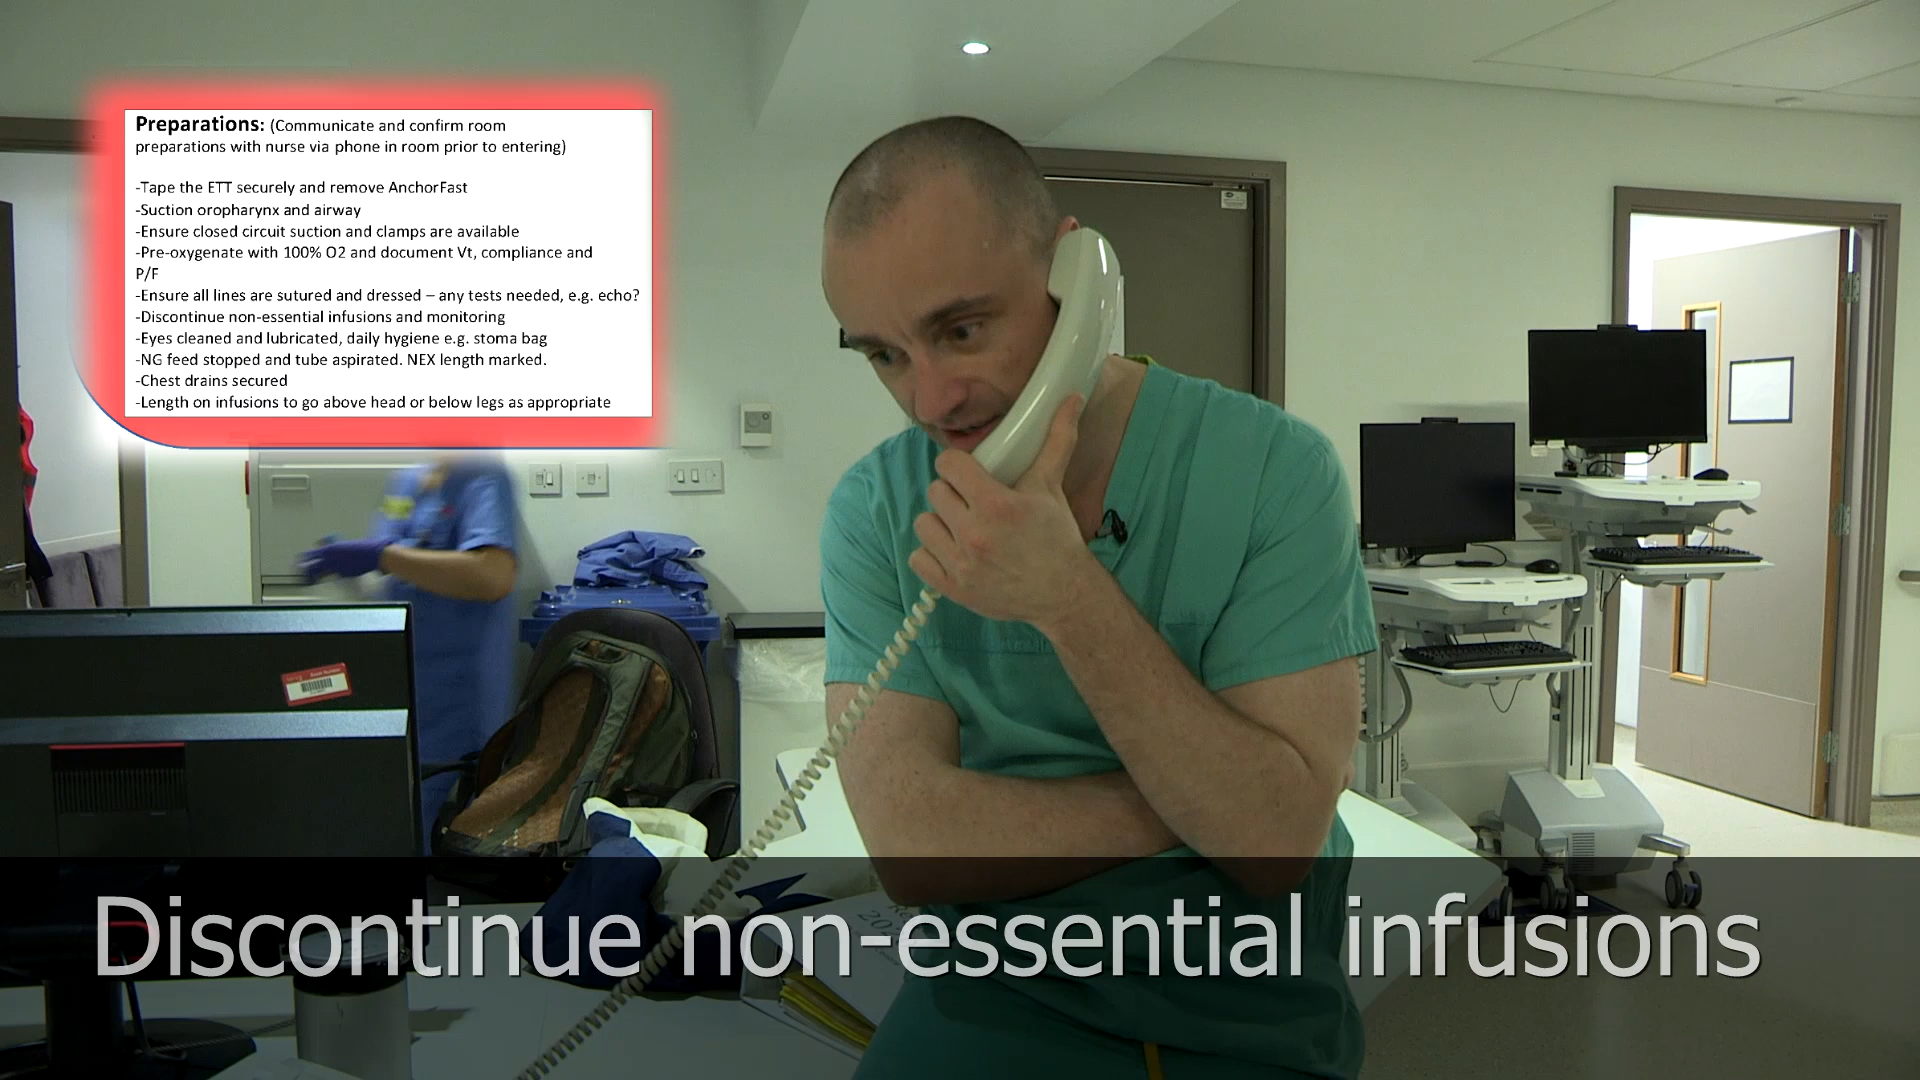 Preparations: (Communicate and confirm room
preparations with nurse via phone in room prior to entering)
-Tape the ETT securely and remove AnchorFast
-Suction oropharynx and airway
-Ensure closed circuit suction and clamps are available
-Pre-oxygenate with 100% O2 and document Vt, compliance and
P/F
-Ensure all lines are sutured and dressed – any tests needed, e.g. echo?
-Discontinue non-essential infusions and monitoring
-Eyes cleaned and lubricated, daily hygiene e.g. stoma bag
-NG feed stopped and tube aspirated. NEX length marked.
-Chest drains secured
-Length on infusions to go above head or below legs as appropriate
Discontinue non-essential infusions